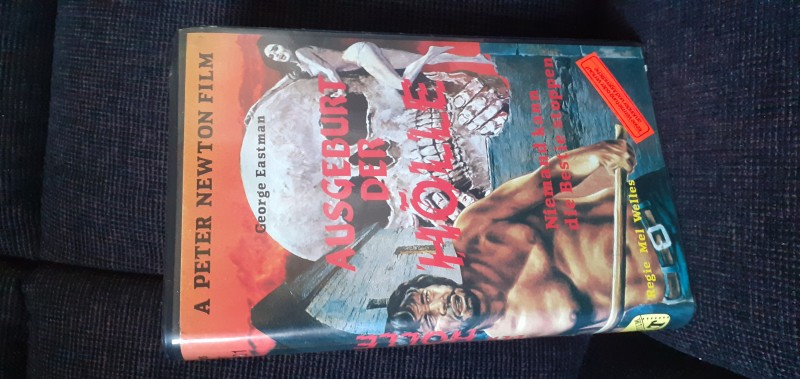 A PETER NEWTON FILM
George Eastman
AUSGEBURT
DER
HÖLLE
Niemand kann
die Bestie stoppen
Regie Mel Welles
HÖLLE